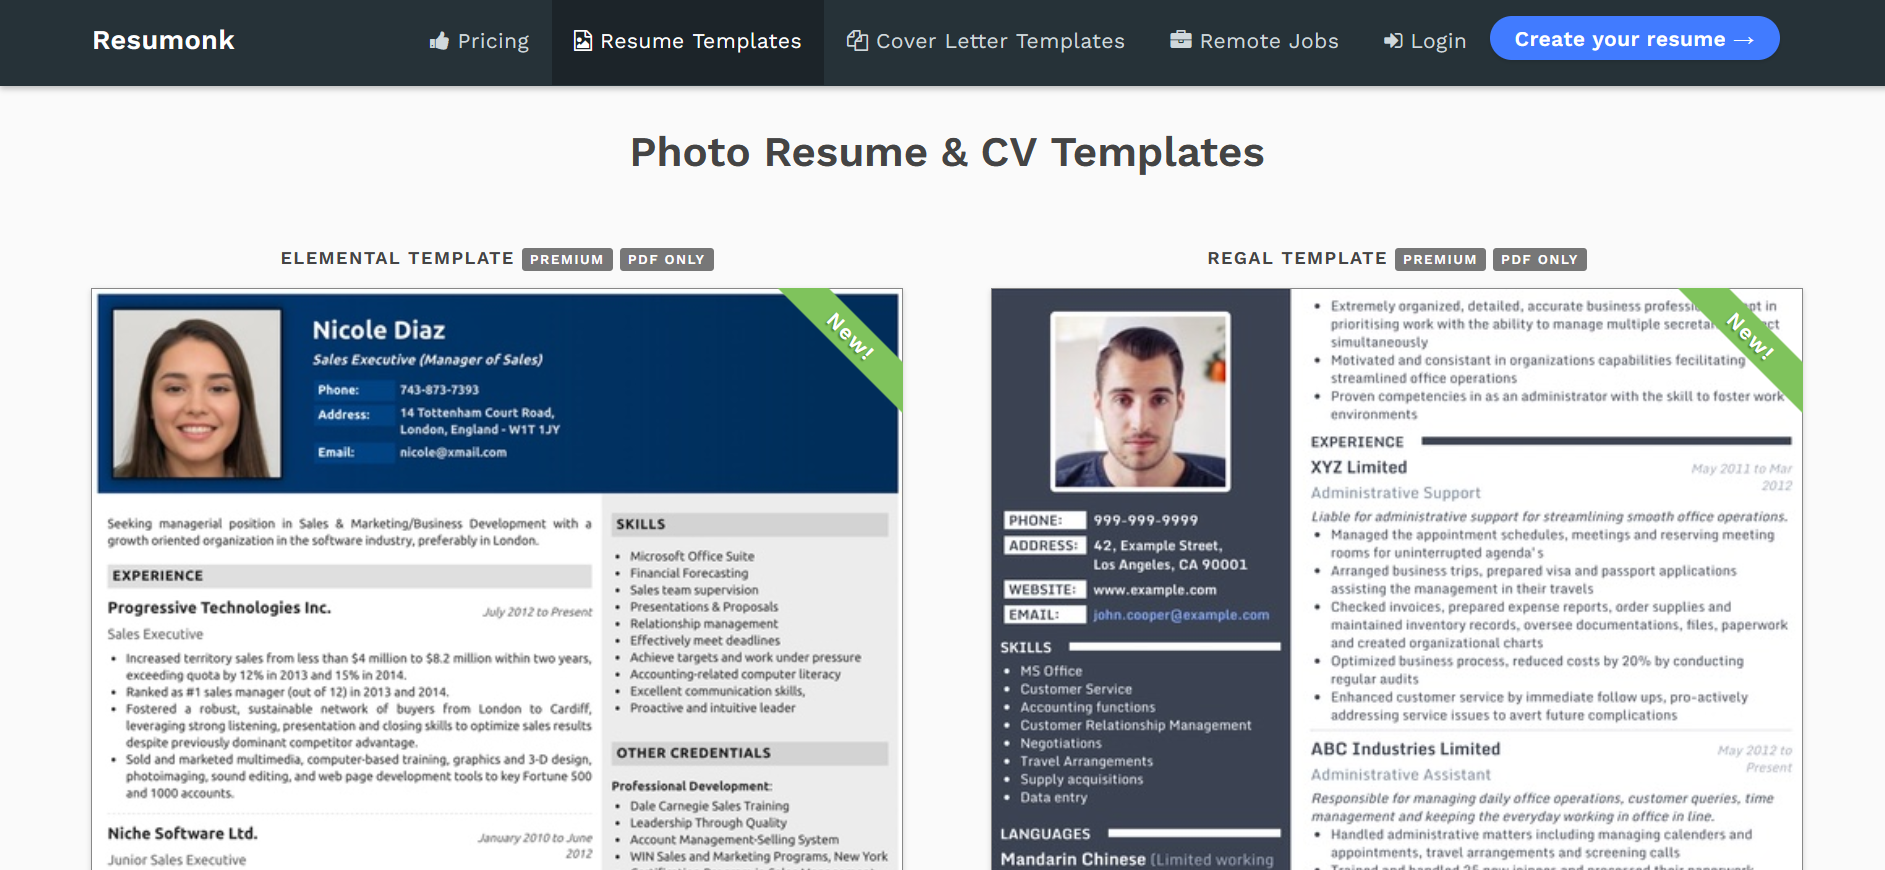 Resumonk
Pricing
Resume Templates
Cover Letter Templates
Remote Jobs
Login
Create your resume →
Photo Resume & CV Templates
ELEMENTAL TEMPLATE PREMIUM PDF ONLY
New!
Nicole Diaz
Sales Executive (Manager of Sales)
Phone: 743-873-7393
Address: 14 Tottenham Court Road,
London, England - W1T 1JY
Email: nicole@xmail.com
Seeking managerial position in Sales & Marketing/Business Development with a
growth oriented organization in the software industry, preferably in London.
EXPERIENCE
Progressive Technologies Inc. July 2012 to Present
Sales Executive
• Increased territory sales from less than $4 million to $8.2 million within two years,
exceeding quota by 12% in 2013 and 15% in 2014.
• Ranked as #1 sales manager (out of 12) in 2013 and 2014.
• Fostered a robust, sustainable network of buyers from London to Cardiff,
leveraging strong listening, presentation and closing skills to optimize sales results
despite previously dominant competitor advantage.
• Sold and marketed multimedia, computer-based training, graphics and 3-D design,
photoimaging, sound editing, and web page development tools to key Fortune 500
and 1000 accounts.
Niche Software Ltd. January 2010 to June
2012
Junior Sales Executive
SKILLS
• Microsoft Office Suite
• Financial Forecasting
• Sales team supervision
• Presentations & Proposals
• Relationship management
• Effectively meet deadlines
• Achieve targets and work under pressure
• Accounting-related computer literacy
• Excellent communication skills,
• Proactive and intuitive leader
OTHER CREDENTIALS
Professional Development:
• Dale Carnegie Sales Training
• Leadership Through Quality
• Account Management-Selling System
• WIN Sales and Marketing Programs, New York
REGAL TEMPLATE PREMIUM PDF ONLY
New!
PHONE: 999-999-9999
ADDRESS: 42, Example Street,
Los Angeles, CA 90001
WEBSITE: www.example.com
EMAIL: john.cooper@example.com
SKILLS
• MS Office
• Customer Service
• Accounting functions
• Customer Relationship Management
• Negotiations
• Travel Arrangements
• Supply acquisitions
• Data entry
LANGUAGES
Mandarin Chinese (Limited working
• Extremely organized, detailed, accurate business in
prioritising work with the ability to manage multiple
simultaneously
• Motivated and consistant in organizations capabilities fecilitating
streamlined office operations
• Proven competencies in as an administrator with the skill to foster work
environments
EXPERIENCE
XYZ Limited May 2011 to Mar
2012
Administrative Support
Liable for administrative support for streamlining smooth office operations.
• Managed the appointment schedules, meetings and reserving meeting
rooms for uninterrupted agenda's
• Arranged business trips, prepared visa and passport applications
assisting the management in their travels
• Checked invoices, prepared expense reports, order supplies and
maintained inventory records, oversee documentations, files, paperwork
and created organizational charts
• Optimized business process, reduced costs by 20% by conducting
regular audits
• Enhanced customer service by immediate follow ups, pro-actively
addressing service issues to avert future complications
ABC Industries Limited May 2012 to
Present
Administrative Assistant
Responsible for managing daily office operations, customer queries, time
management and keeping the everyday working in office in line.
• Handled administrative matters including managing calenders and
appointments, travel arrangements and screening calls